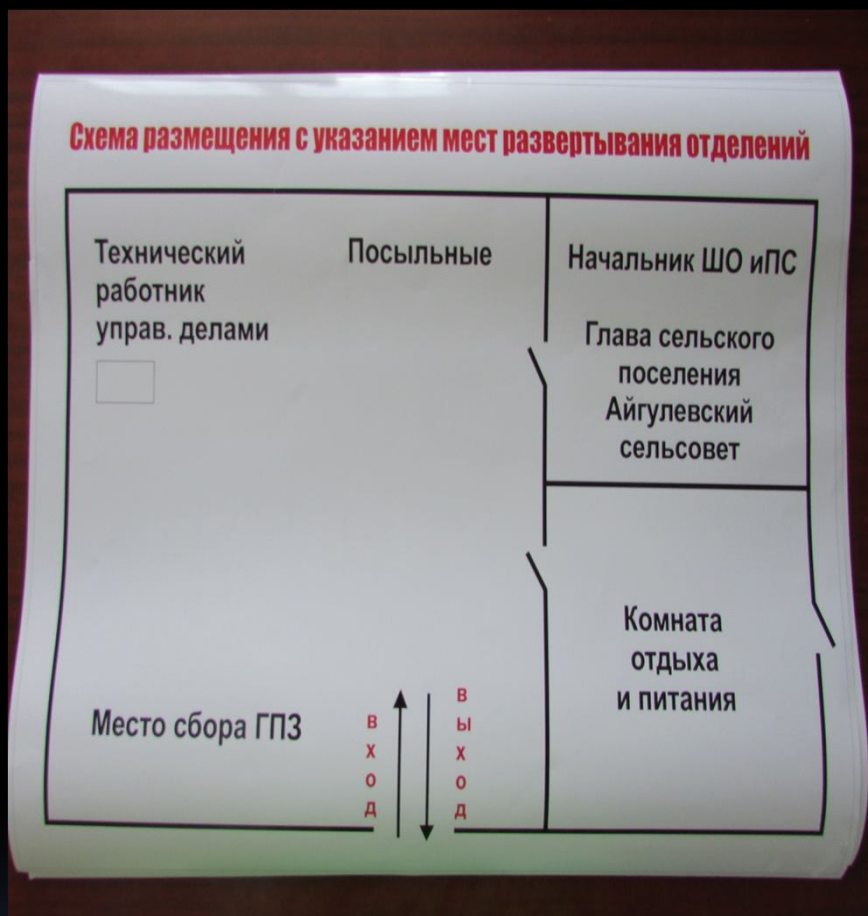 Схема размещения с указанием мест развертывания отделений
Технический
работник
управ. делами
Посыльные
Начальник ШО иПС
Глава сельского
поселения
Айгулевский
сельсовет
Комната
отдыха
и питания
Место сбора ГПЗ
вход
выход